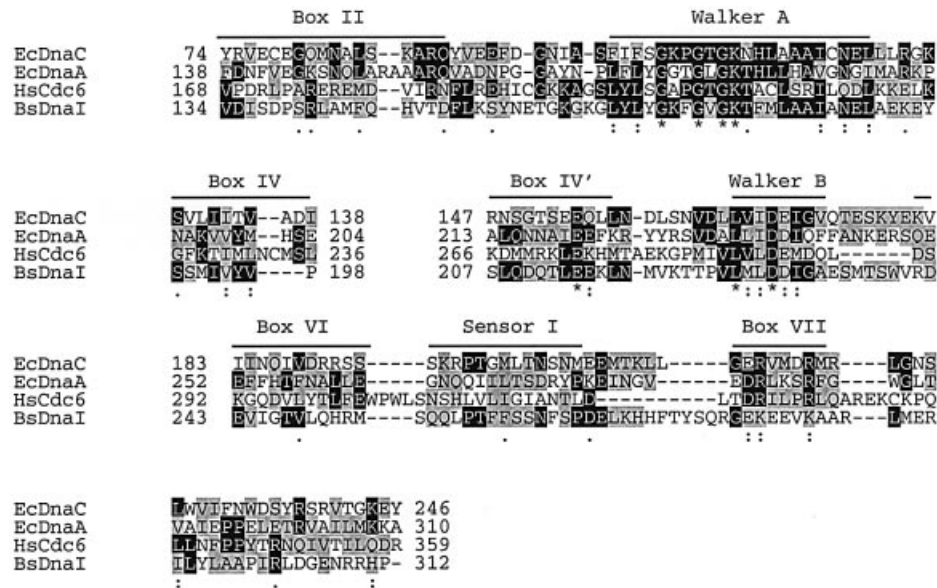 Box II Walker A
EcDnaC 74 YRVECEGQMNALS--KARQYVEEFD-GNIA-SFIFSGKPGTGKNHLAAAICNELLLRGK
EcDnaA 138 FDNFVEGKSNQLARAAARQVADNPG-GAYNP-LFLYGGTGLGKTHLLHAVGNGIMARKP
HsCdc6 168 VPDRLPAREREMD--VIRNFLREHICGKKAGSLYLSGAPGTGKTACLSRILQDLKKELK
BsDnaI 134 VDISDPSRLAMFQ--HVTDFLKSYNETGKGKGLYLYGKFGVGKTFMLAAIANELAEKEY
. . . . : : * * **. : : : .
Box IV Box IV' Walker B
EcDnaC SVLIITV--ADI 138 147 RNSGTSEEQLLN-DLSNVDLLVIDEIGVQTESKYEKV
EcDnaA NAKVVYM--HSE 204 213 ALQNNAIEEFKR-YYRSVDALLIDDIQFFANKERSQE
HsCdc6 GFKTIMLNCMSL 236 266 KDMMRKLEKHMTAEKGPMIVLVLDEMDQL------DS
BsDnaI SSMIVYV----P 198 207 SLQDQTLEEKLN-MVKTTPVLMLDDIGAESMTSWVRD
. : : *: *::*::
Box VI Sensor I Box VII
EcDnaC 183 IINQIVDRRSS----SKRPTGMLTNSNMEEMTKLL-----GERVMDRMR---LGNS
EcDnaA 252 EFFHTFNALLE----GNQQIILTSDRYPKEINGV------EDRLKSRFG---WGLT
HsCdc6 292 KGQDVLYTLFEWPWLSNSHLVLIGIANTLD---------LTDRILPRLQAREKCKPQ
BsDnaI 243 EVIGTVLQHRM----SQQLPTFFSSNFSPDELKHHFTYSQRGEKEEVKAAR--LMER
. . . :: :
EcDnaC LWVIFNWDSYRSRVTGKEY 246
EcDnaA VAIEPPELETRVAILMKKA 310
HsCdc6 LLNFPPYTRNQIVTILQDR 359
BsDnaI ILYLAAPIRLDGENRRHP- 312
: . :